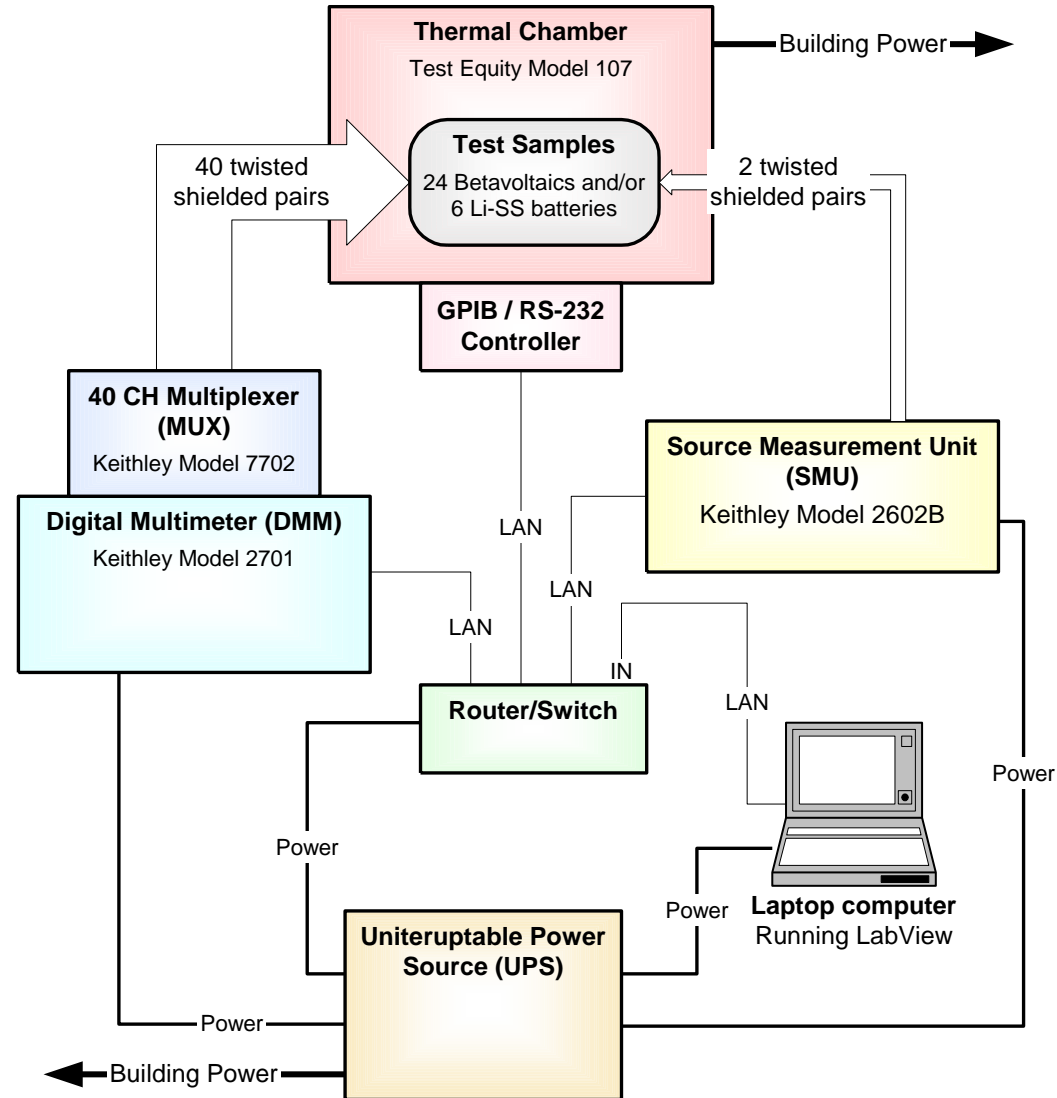 Thermal Chamber
Test Equity Model 107
Building Power
Test Samples
24 Betavoltaics and/or
6 Li-SS batteries
40 twisted
shielded pairs
2 twisted
shielded pairs
GPIB / RS-232
Controller
40 CH Multiplexer
(MUX)
Keithley Model 7702
Digital Multimeter (DMM)
Keithley Model 2701
Source Measurement Unit
(SMU)
Keithley Model 2602B
LAN
LAN
LAN
IN
LAN
Router/Switch
Power
Power
Power
Laptop computer
Running LabView
Uniteruptable Power
Source (UPS)
Power
Building Power